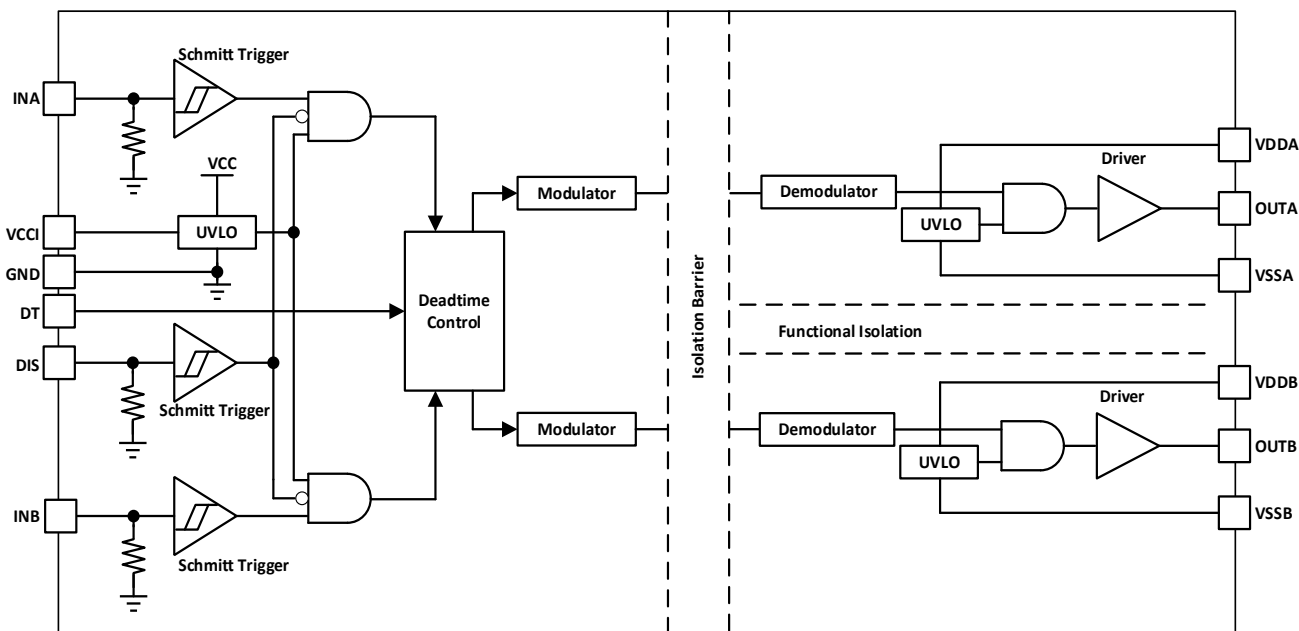 Schmitt Trigger
INA
VCC
VCCI
UVLO
GND
DT
DIS
Schmitt Trigger
INB
Schmitt Trigger
Deadtime
Control
Modulator
Modulator
Isolation Barrier
Demodulator
UVLO
Driver
VDDA
OUTA
VSSA
Functional Isolation
Demodulator
UVLO
Driver
VDDB
OUTB
VSSB